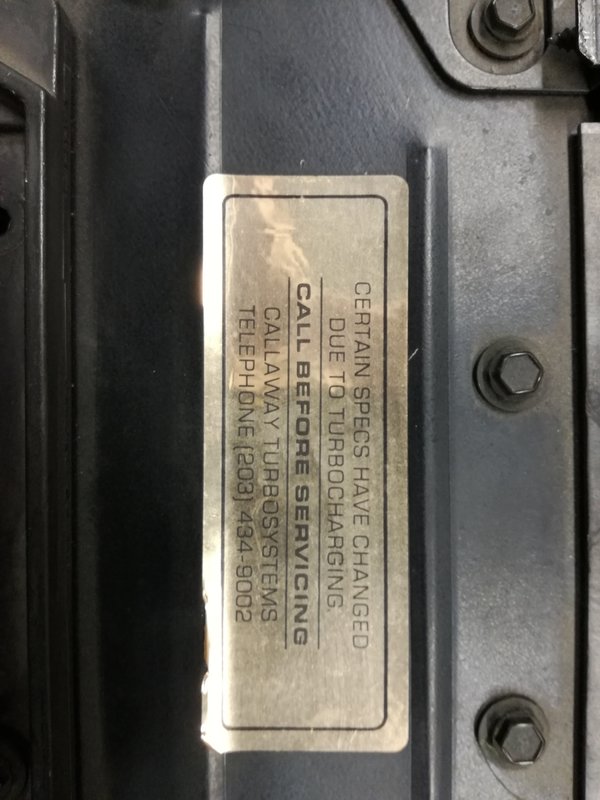 CERTAIN SPECS HAVE CHANGED
DUE TO TURBOCHARGING.
CALL BEFORE SERVICING
CALLAWAY TURBOSYSTEMS
TELEPHONE (203) 434-9002